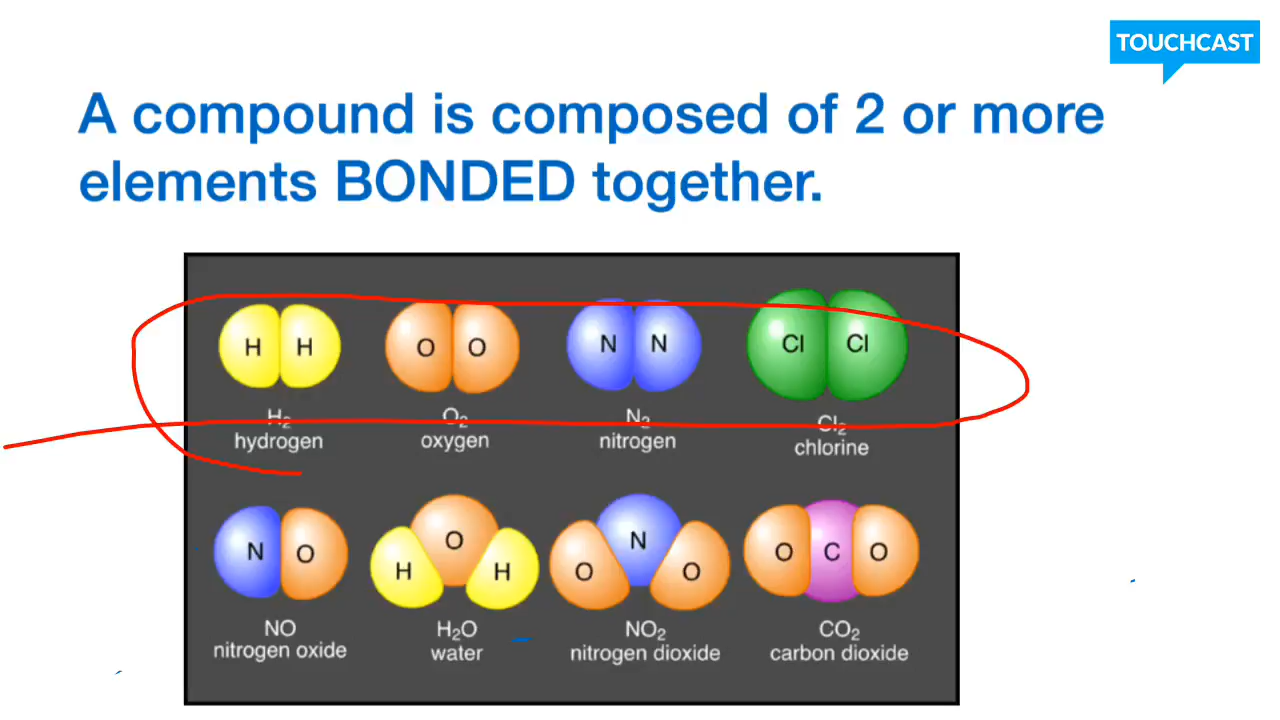 TOUCHCAST
A compound is composed of 2 or more
elements BONDED together.
H H O O N N Cl Cl
H₂ O₂ N₂ Cl₂
hydrogen oxygen nitrogen chlorine
N O H O H O N O O C O
NO H₂O NO₂ CO₂
nitrogen oxide water nitrogen dioxide carbon dioxide